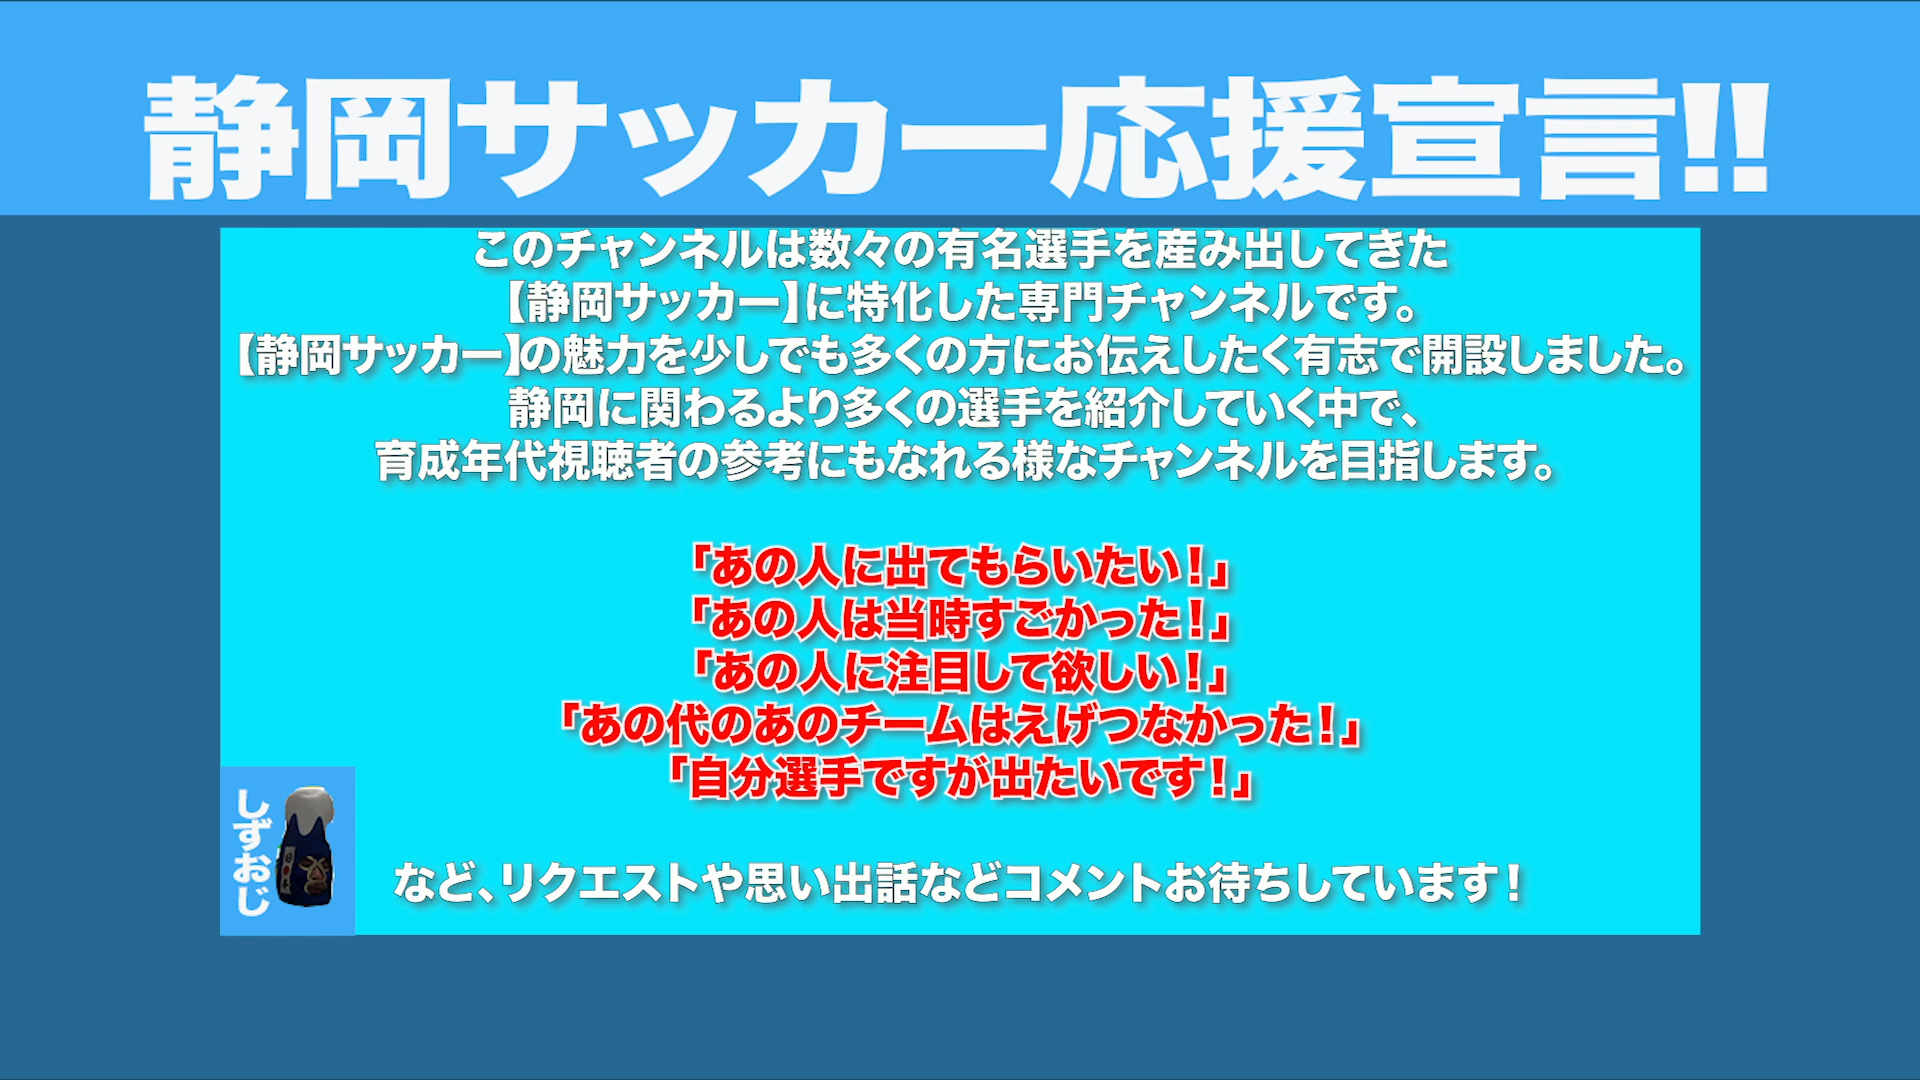 静岡サッカー応援宣言!!
このチャンネルは数々の有名選手を産み出してきた
【静岡サッカー】に特化した専門チャンネルです。
【静岡サッカー】の魅力を少しでも多くの方にお伝えしたく有志で開設しました。
静岡に関わるより多くの選手を紹介していく中で、
育成年代視聴者の参考にもなれる様なチャンネルを目指します。
「あの人に出てもらいたい！」
「あの人は当時すごかった！」
「あの人に注目して欲しい！」
「あの代のあのチームはえげつなかった！」
「自分選手ですが出たいです！」
しずおじ
など、リクエストや思い出話などコメントお待ちしています！